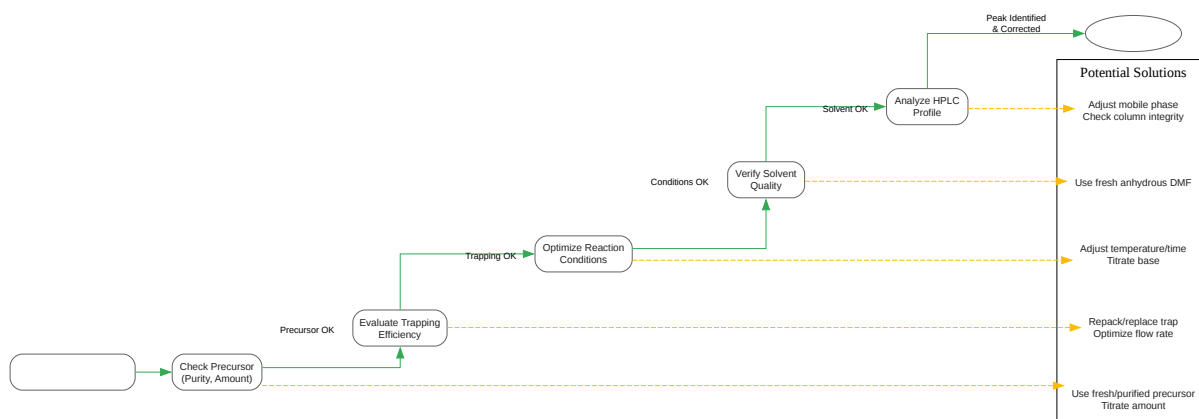 Peak Identified
& Corrected
Potential Solutions
Analyze HPLC
Profile
Solvent OK
Adjust mobile phase
Check column integrity
Verify Solvent
Quality
Conditions OK
Use fresh anhydrous DMF
Optimize Reaction
Conditions
Trapping OK
Adjust temperature/time
Titrate base
Evaluate Trapping
Efficiency
Precursor OK
Repack/replace trap
Optimize flow rate
Check Precursor
(Purity, Amount)
Use fresh/purified precursor
Titrate amount